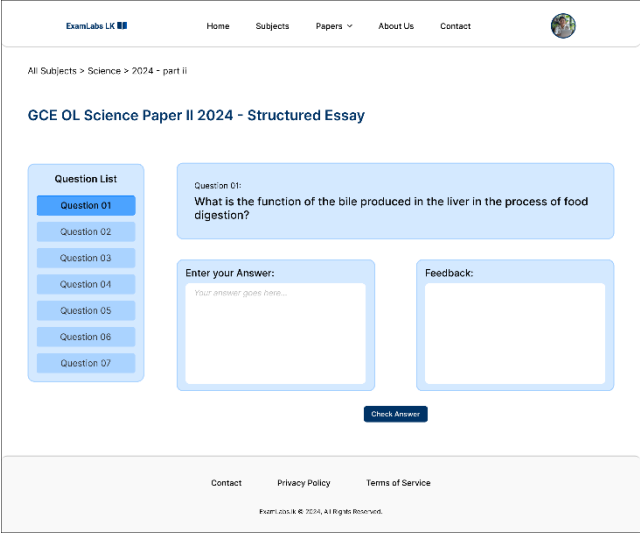 ExamLabs LK
Home Subjects Papers About Us Contact
All Subjects > Science > 2024 - part ii
GCE OL Science Paper II 2024 - Structured Essay
Question List
Question 01
Question 02
Question 03
Question 04
Question 05
Question 06
Question 07
Question 01:
What is the function of the bile produced in the liver in the process of food
digestion?
Enter your Answer:
Your answer goes here...
Feedback:
Check Answer
Contact Privacy Policy Terms of Service
ExamLabs.lk © 2024, All Rights Reserved.